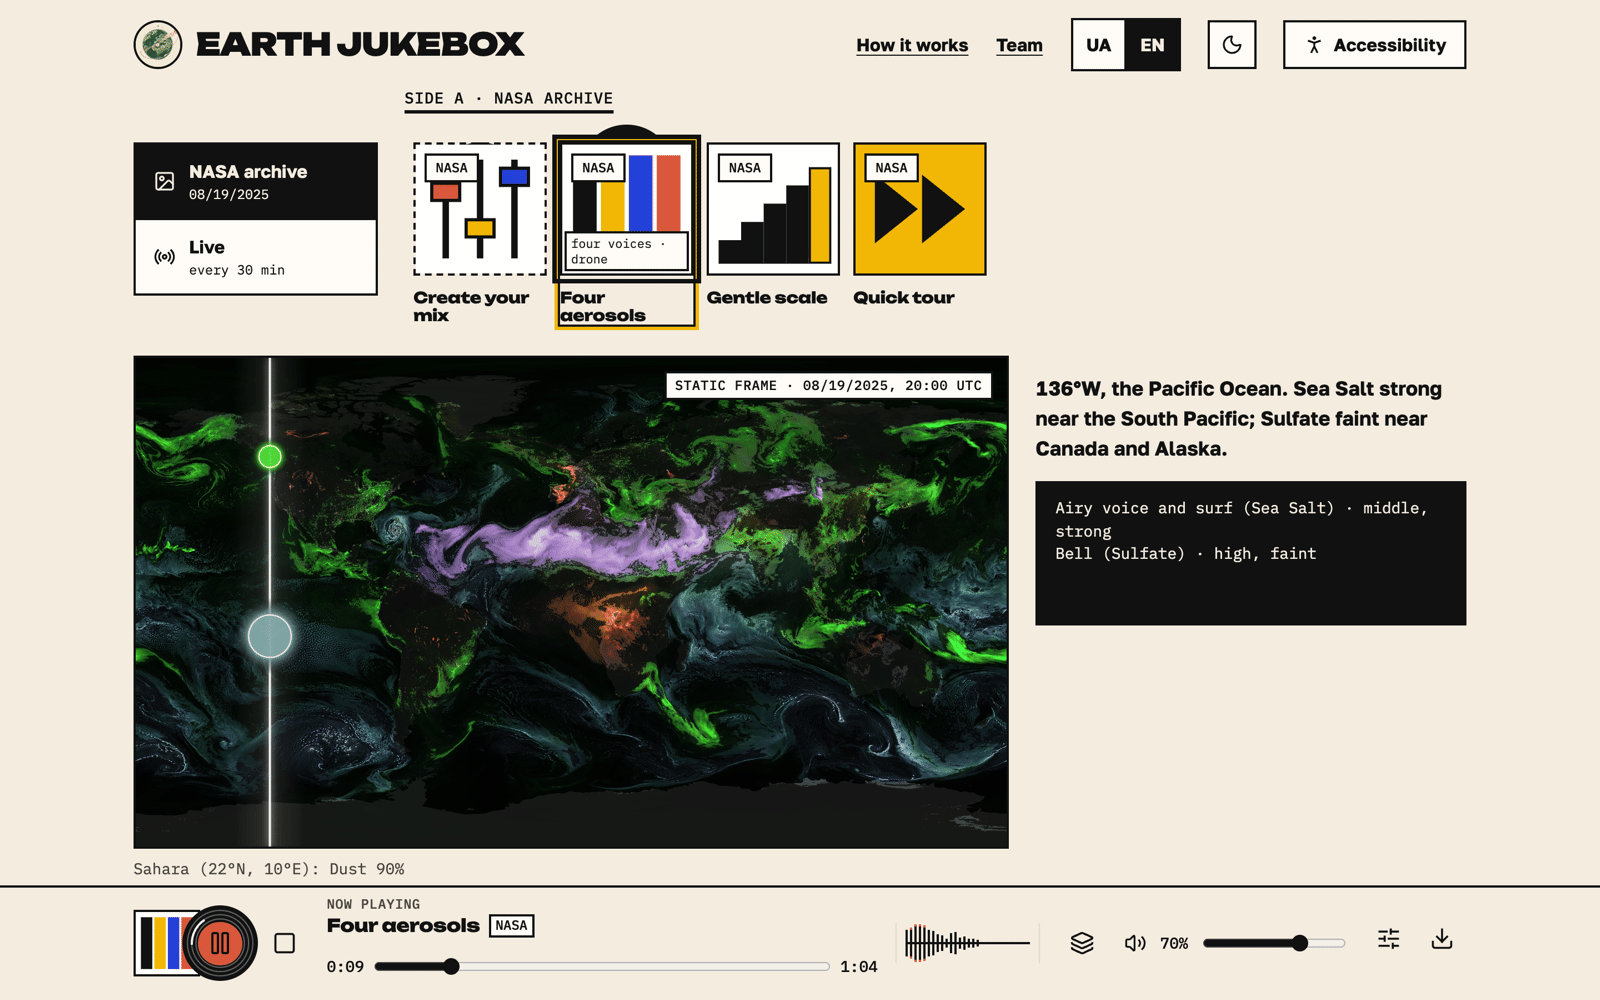 EARTH JUKEBOX
How it works
Team
UA
EN
Accessibility
SIDE A · NASA ARCHIVE
NASA archive
08/19/2025
Live
every 30 min
NASA
Create your
mix
NASA
four voices ·
drone
Four
aerosols
NASA
Gentle scale
NASA
Quick tour
STATIC FRAME · 08/19/2025, 20:00 UTC
136°W, the Pacific Ocean. Sea Salt strong
near the South Pacific; Sulfate faint near
Canada and Alaska.
Airy voice and surf (Sea Salt) · middle,
strong
Bell (Sulfate) · high, faint
Sahara (22°N, 10°E): Dust 90%
NOW PLAYING
Four aerosols
NASA
0:09
1:04
70%